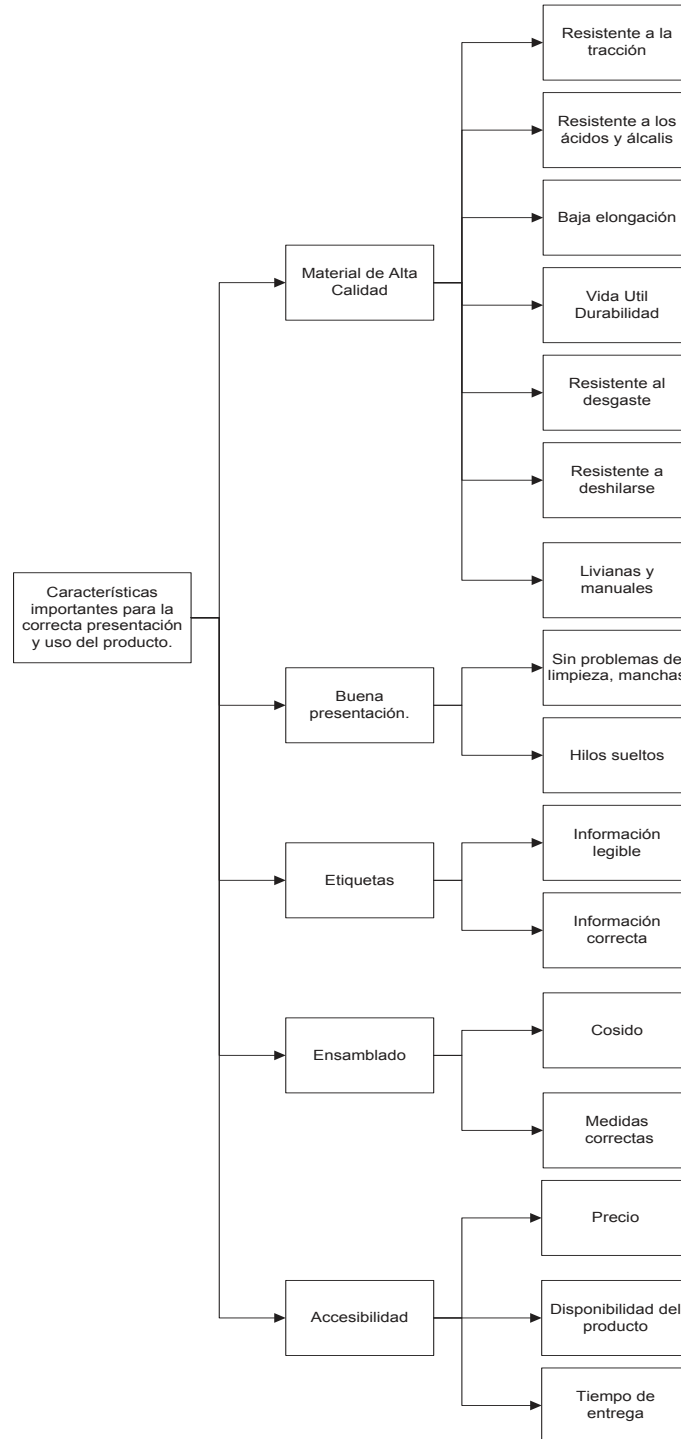 Resistente a la
tracción
Resistente a los
ácidos y álcalis
Baja elongación
Material de Alta
Calidad
Vida Util
Durabilidad
Resistente al
desgaste
Resistente a
deshilarse
Livianas y
manuales
Características
importantes para la
correcta presentación
y uso del producto.
Buena
presentación.
Sin problemas de
limpieza, manchas
Hilos sueltos
Etiquetas
Información
legible
Información
correcta
Ensamblado
Cosido
Medidas
correctas
Accesibilidad
Precio
Disponibilidad del
producto
Tiempo de
entrega